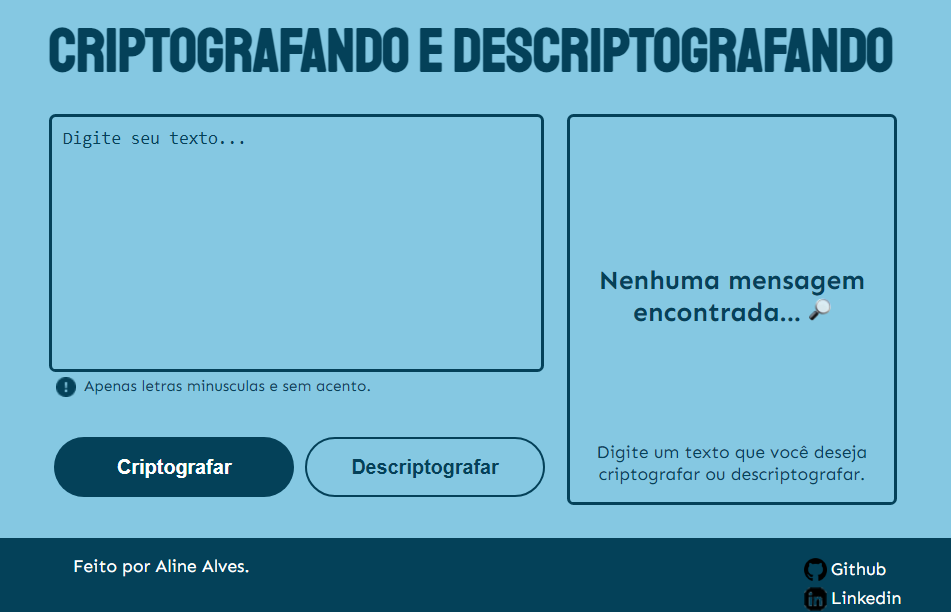 CRIPTOGRAFANDO E DESCRIPTOGRAFANDO
Digite seu texto...
Apenas letras minusculas e sem acento.
Criptografar
Descriptografar
Nenhuma mensagem
encontrada...
Digite um texto que você deseja
criptografar ou descriptografar.
Feito por Aline Alves.
Github
Linkedin